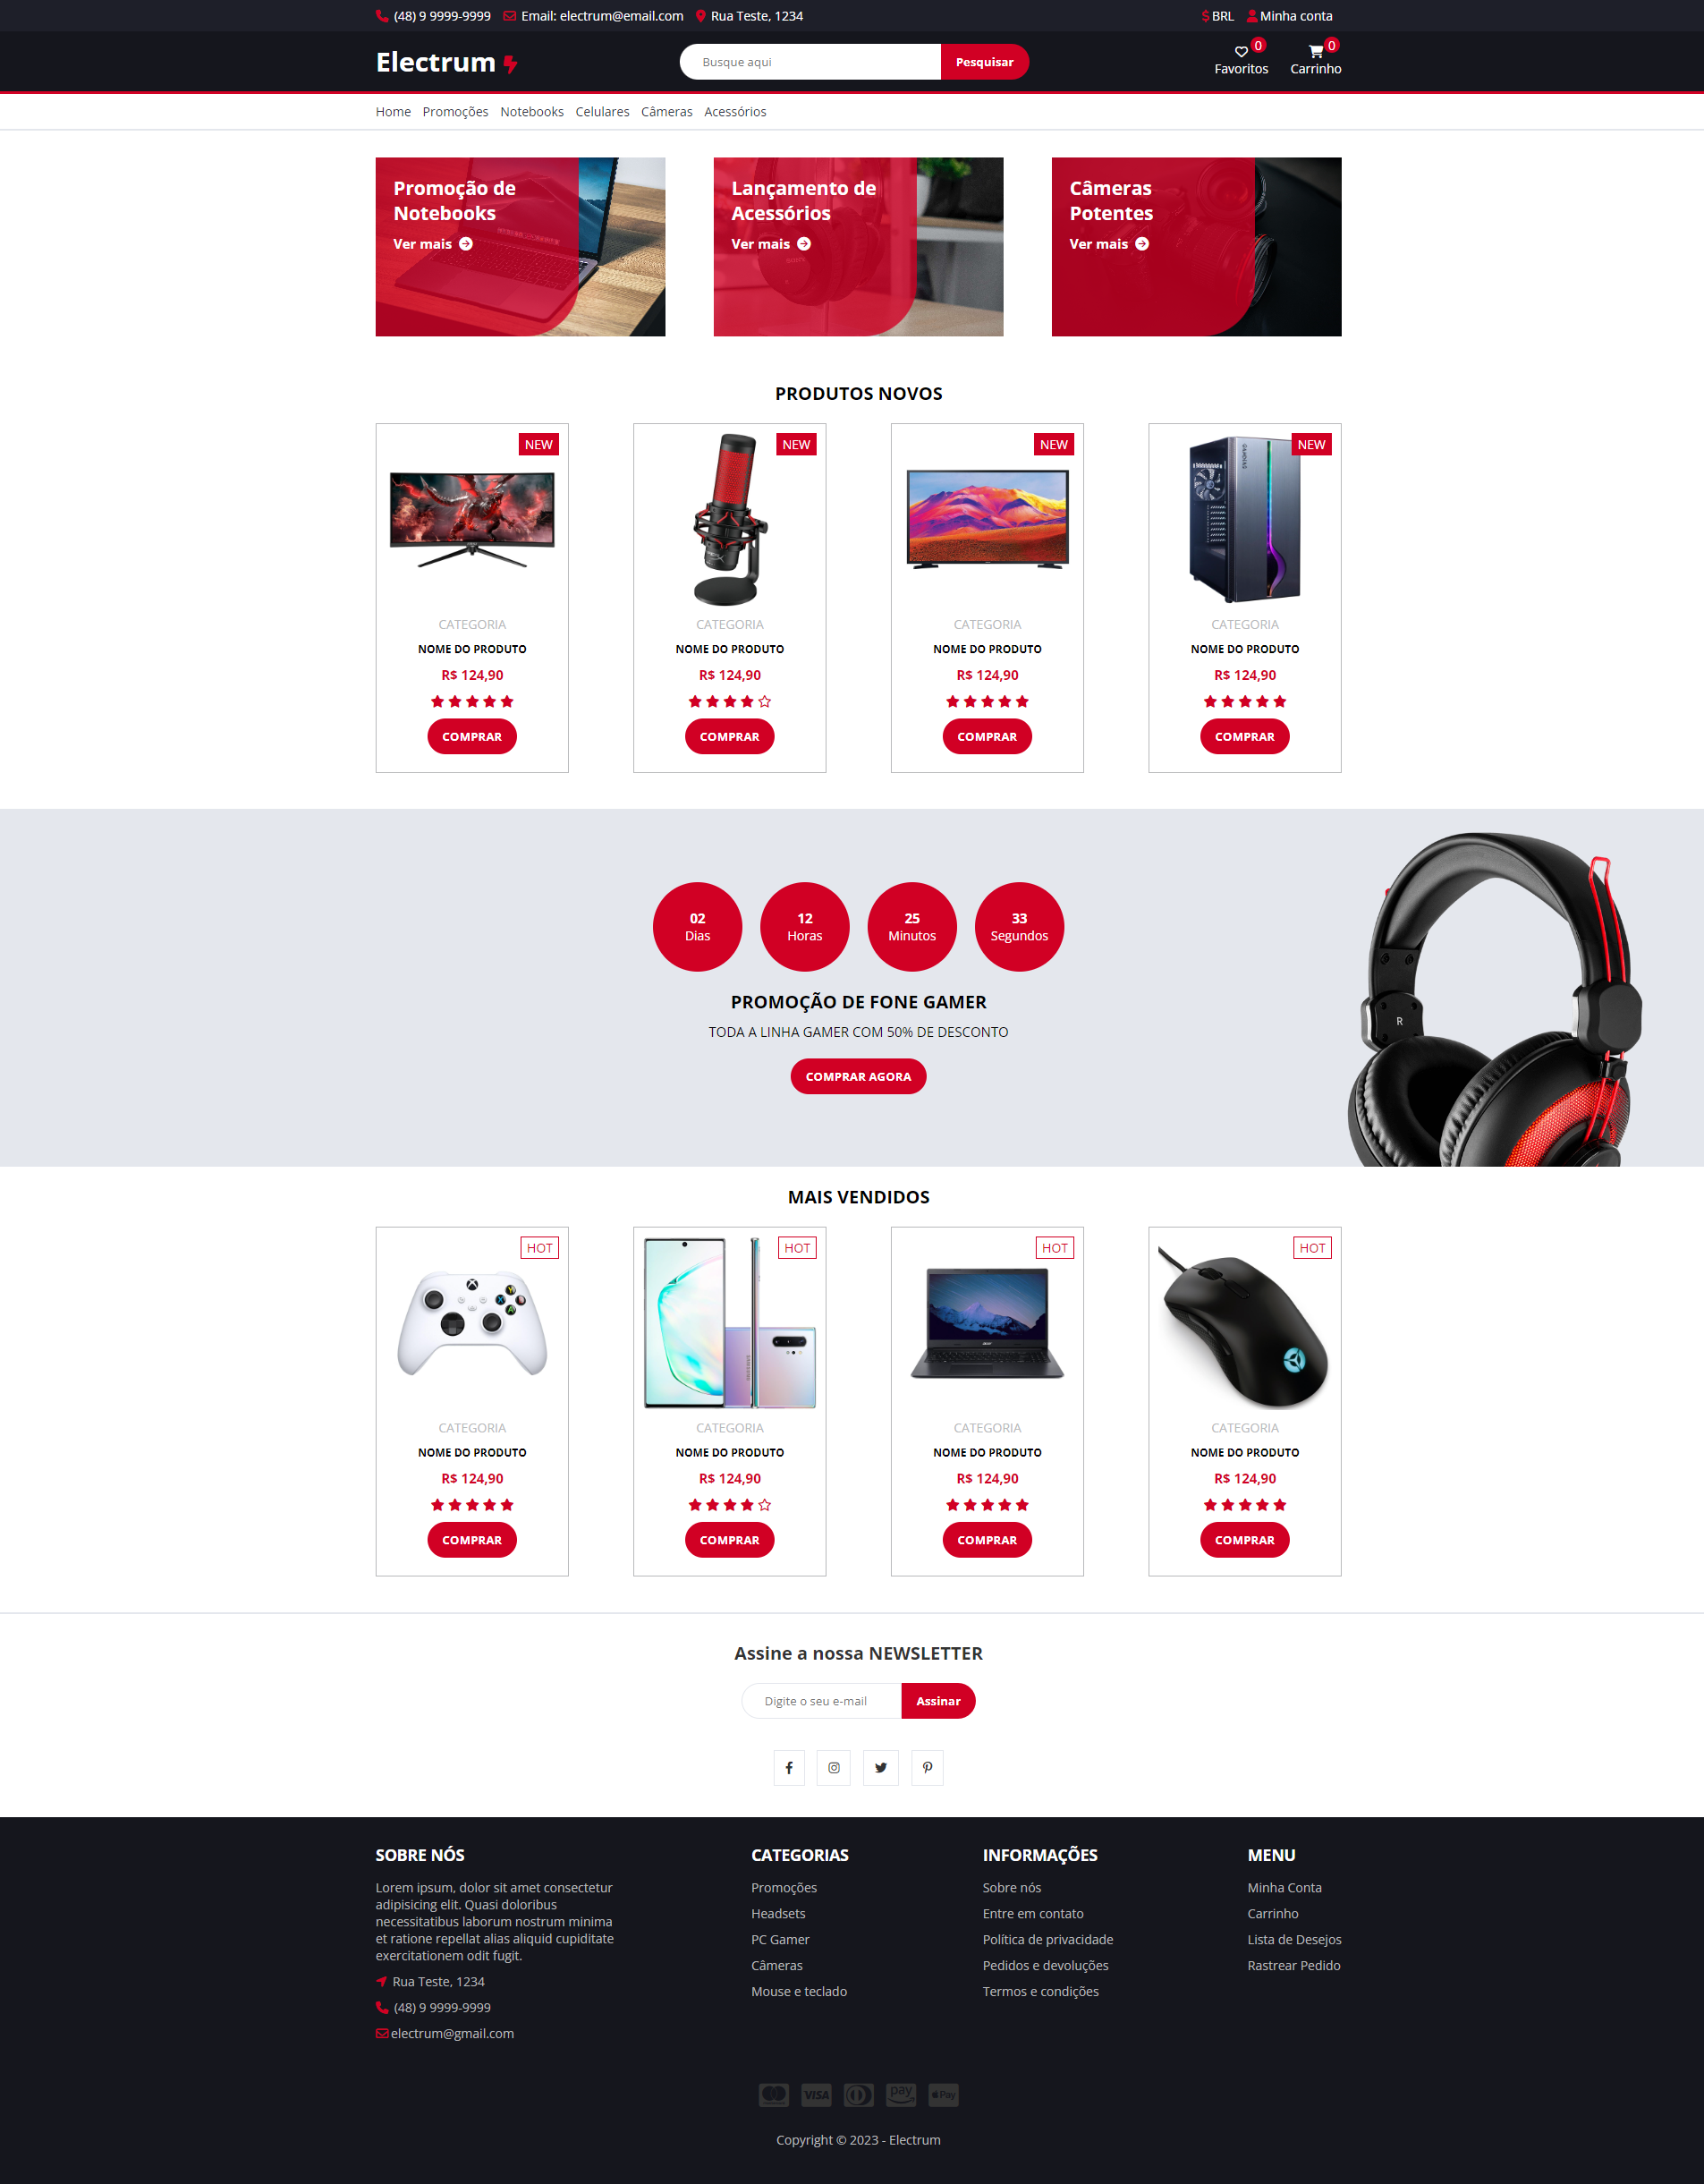 (48) 9 9999-9999 Email: electrum@email.com Rua Teste, 1234 BRL Minha conta
Electrum Busque aqui Pesquisar 0 Favoritos 0 Carrinho
Home Promoções Notebooks Celulares Câmeras Acessórios
Promoção de
Notebooks
Ver mais
Lançamento de
Acessórios
Ver mais
Câmeras
Potentes
Ver mais
PRODUTOS NOVOS
NEW NEW NEW NEW
CATEGORIA CATEGORIA CATEGORIA CATEGORIA
NOME DO PRODUTO NOME DO PRODUTO NOME DO PRODUTO NOME DO PRODUTO
R$ 124,90 R$ 124,90 R$ 124,90 R$ 124,90
COMPRAR COMPRAR COMPRAR COMPRAR
02 12 25 33
Dias Horas Minutos Segundos
PROMOÇÃO DE FONE GAMER
R
TODA A LINHA GAMER COM 50% DE DESCONTO
COMPRAR AGORA
MAIS VENDIDOS
HOT HOT HOT HOT
CATEGORIA CATEGORIA CATEGORIA CATEGORIA
NOME DO PRODUTO NOME DO PRODUTO NOME DO PRODUTO NOME DO PRODUTO
R$ 124,90 R$ 124,90 R$ 124,90 R$ 124,90
COMPRAR COMPRAR COMPRAR COMPRAR
Assine a nossa NEWSLETTER
Digite o seu e-mail Assinar
SOBRE NÓS
Lorem ipsum, dolor sit amet consectetur
adipisicing elit. Quasi doloribus
necessitatibus laborum nostrum minima
et ratione repellat alias aliquid cupiditate
exercitationem odit fugit.
Rua Teste, 1234
(48) 9 9999-9999
electrum@gmail.com
CATEGORIAS
Promoções
Headsets
PC Gamer
Câmeras
Mouse e teclado
INFORMAÇÕES
Sobre nós
Entre em contato
Política de privacidade
Pedidos e devoluções
Termos e condições
MENU
Minha Conta
Carrinho
Lista de Desejos
Rastrear Pedido
VISA pay Pay
Copyright © 2023 - Electrum